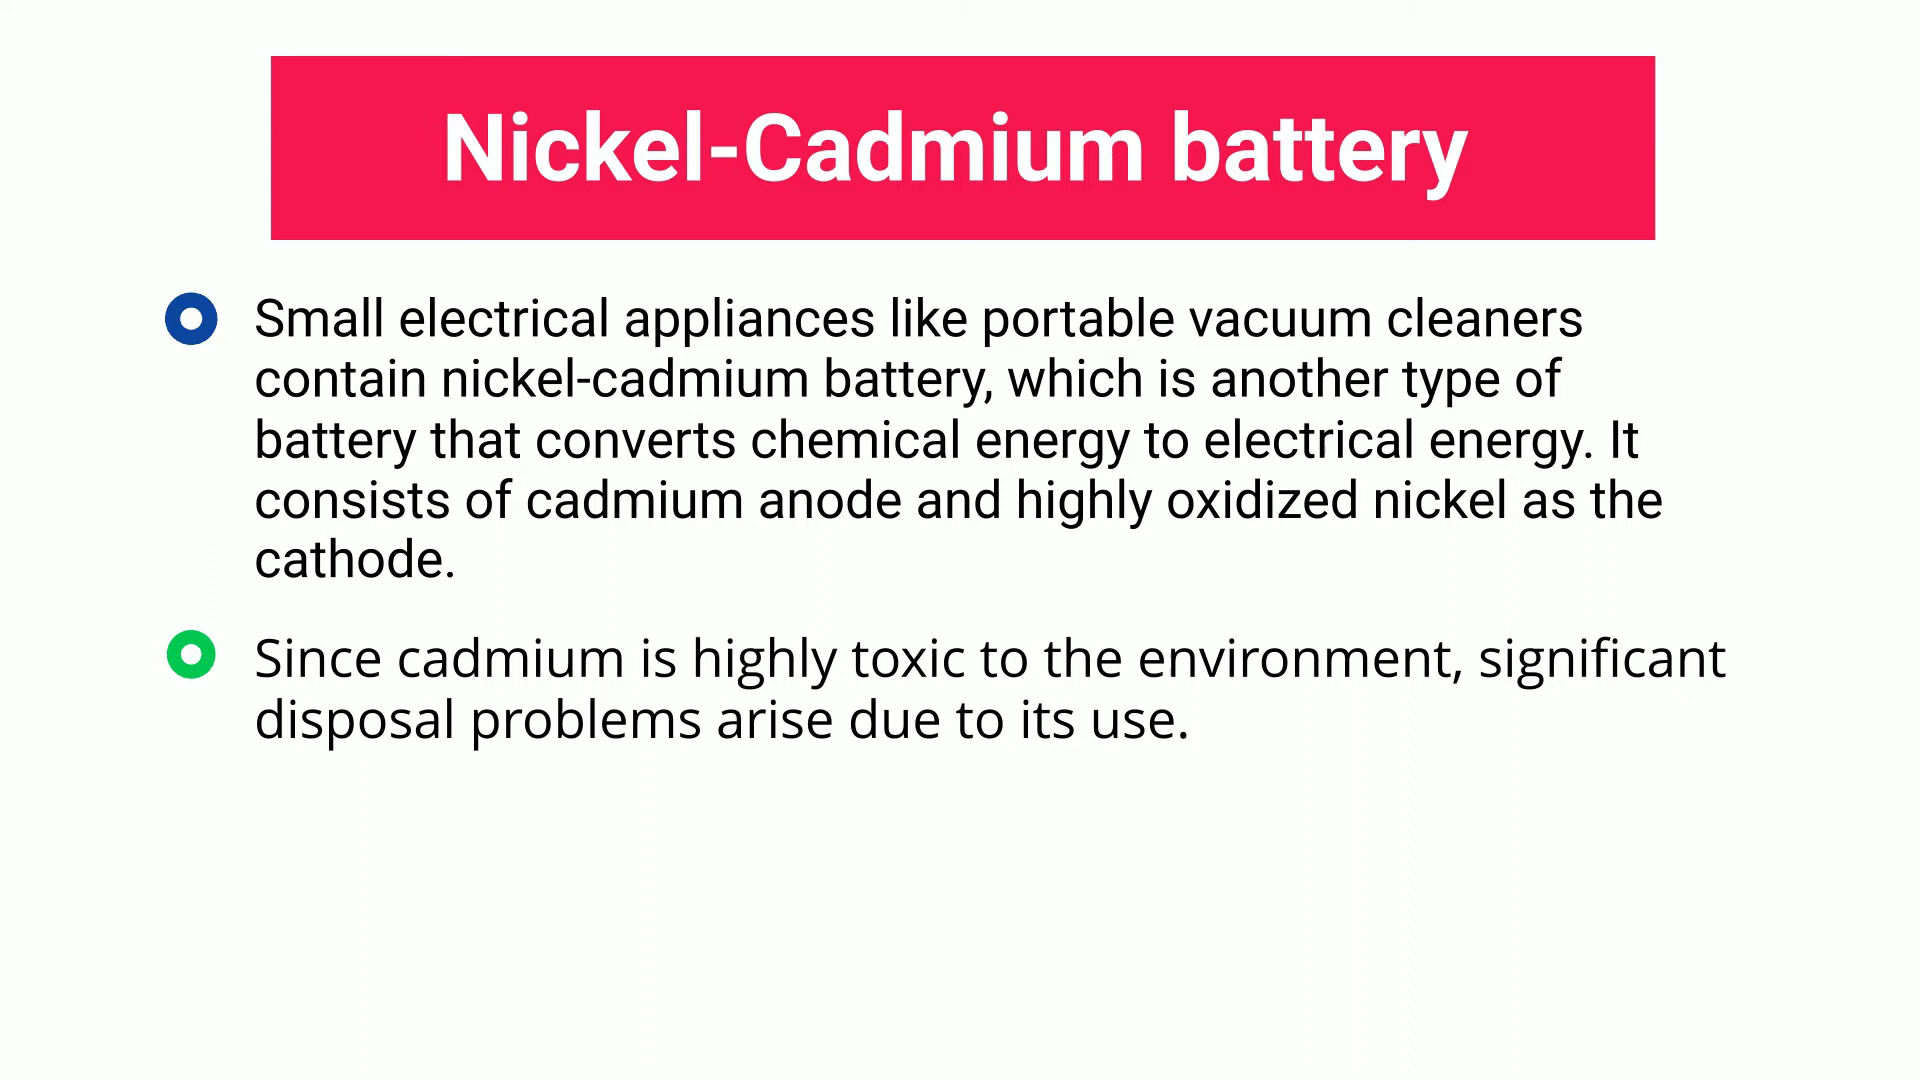 Nickel-Cadmium battery
Small electrical appliances like portable vacuum cleaners
contain nickel-cadmium battery, which is another type of
battery that converts chemical energy to electrical energy. It
consists of cadmium anode and highly oxidized nickel as the
cathode.
Since cadmium is highly toxic to the environment, significant
disposal problems arise due to its use.